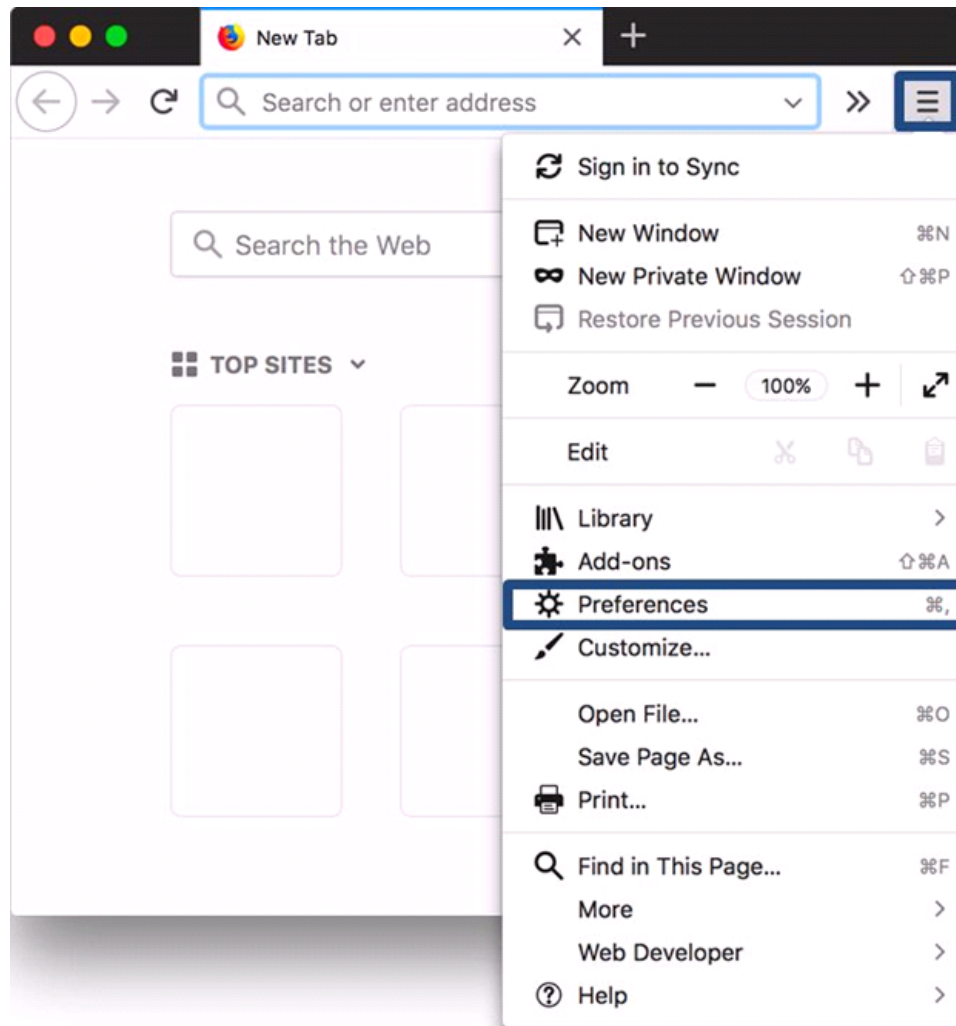 New Tab
Search or enter address
Sign in to Sync
Search the Web
New Window ⌘N
New Private Window ⇧⌘P
Restore Previous Session
TOP SITES
Zoom 100%
Edit
Library
Add-ons ⇧⌘A
Preferences ⌘,
Customize...
Open File... ⌘O
Save Page As... ⌘S
Print... ⌘P
Find in This Page... ⌘F
More
Web Developer
Help